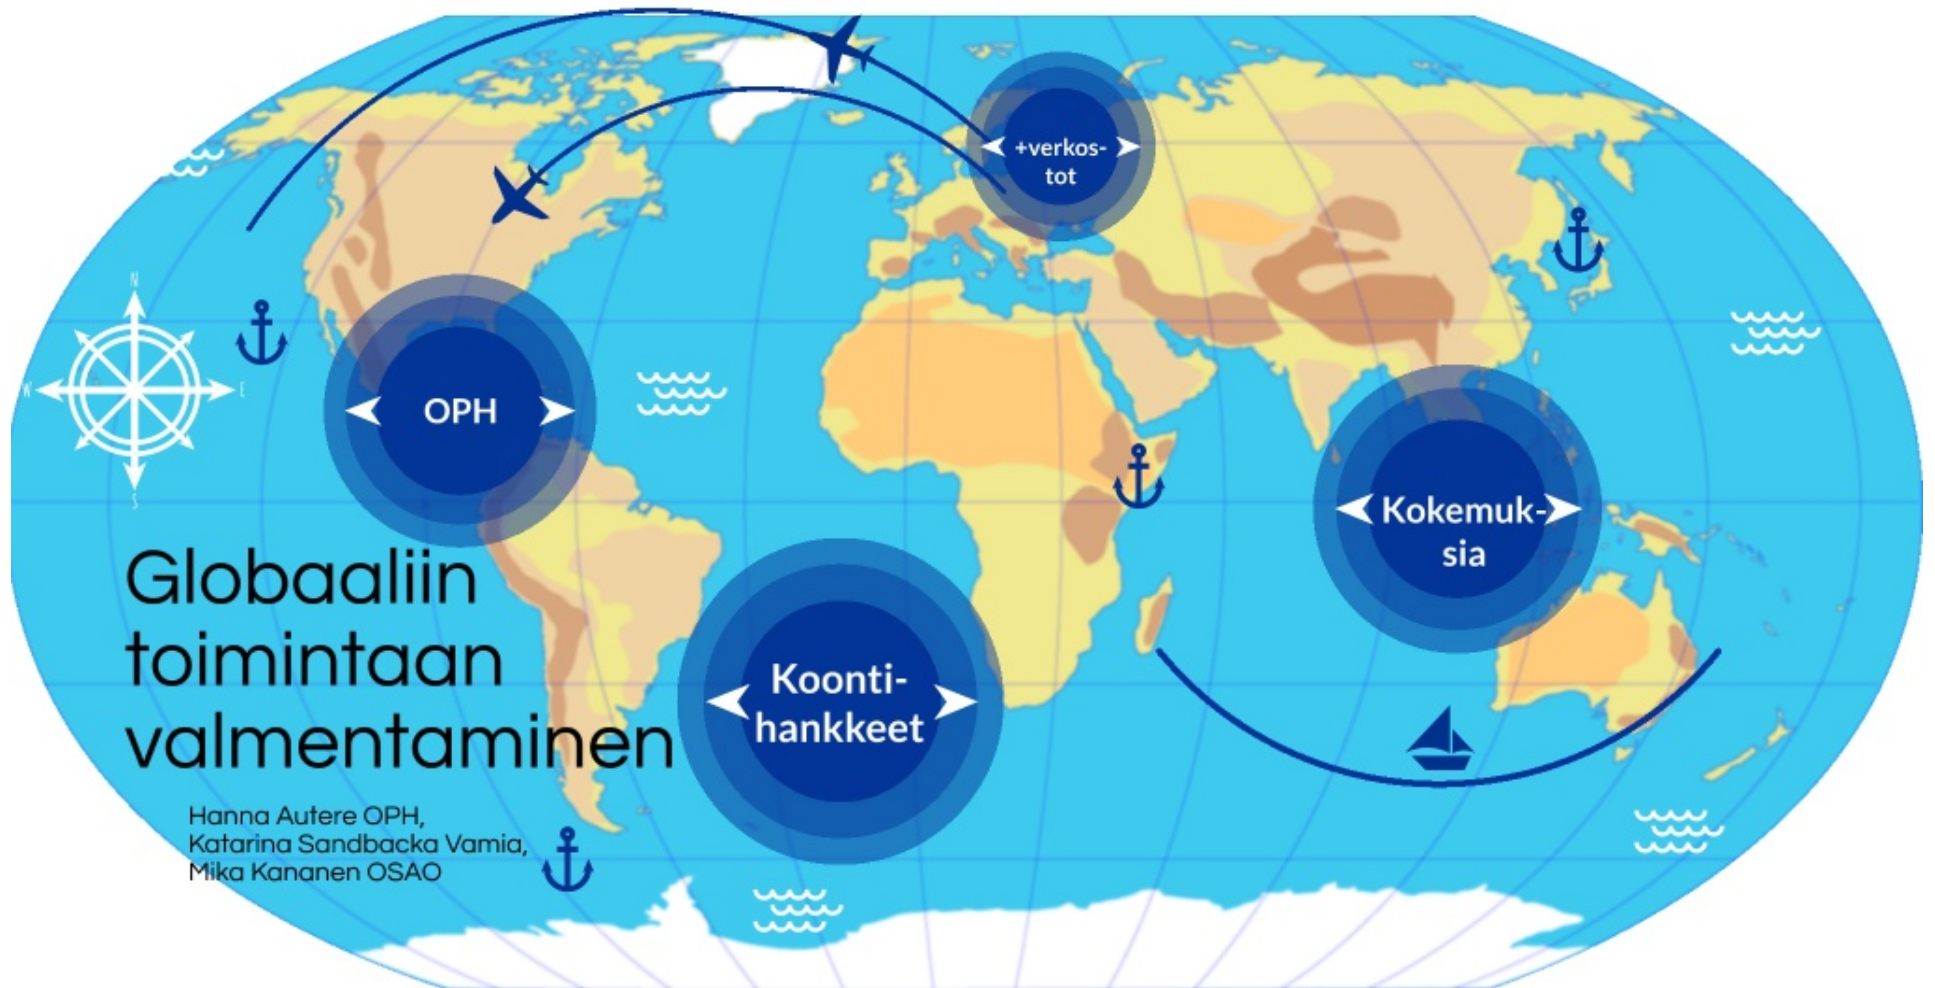 +verkos-
tot
N
W
E
S
OPH
Kokemuk-
sia
Globaaliin
toimintaan
valmentaminen
Koonti-
hankkeet
Hanna Autere OPH,
Katarina Sandbacka Vamia,
Mika Kananen OSAO